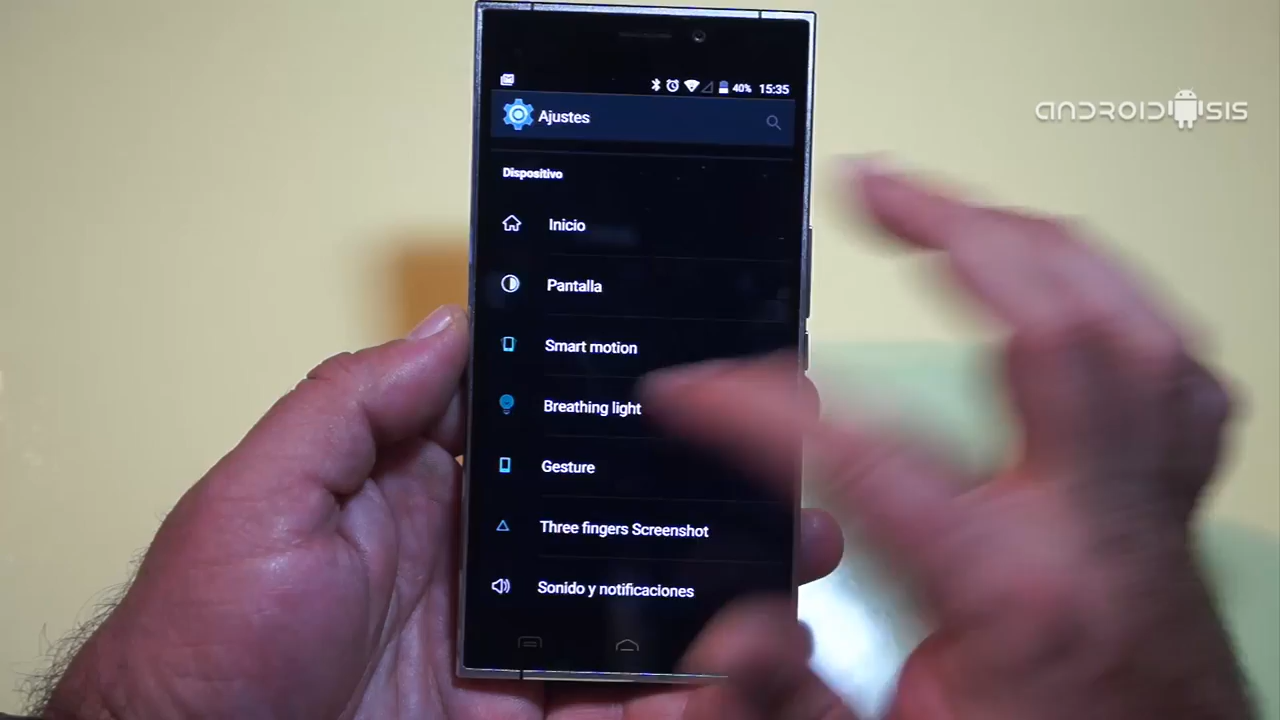 40% 15:35
Ajustes
ANDROIDSIS
Dispositivo
Inicio
Pantalla
Smart motion
Breathing light
Gesture
Three fingers Screenshot
Sonido y notificaciones